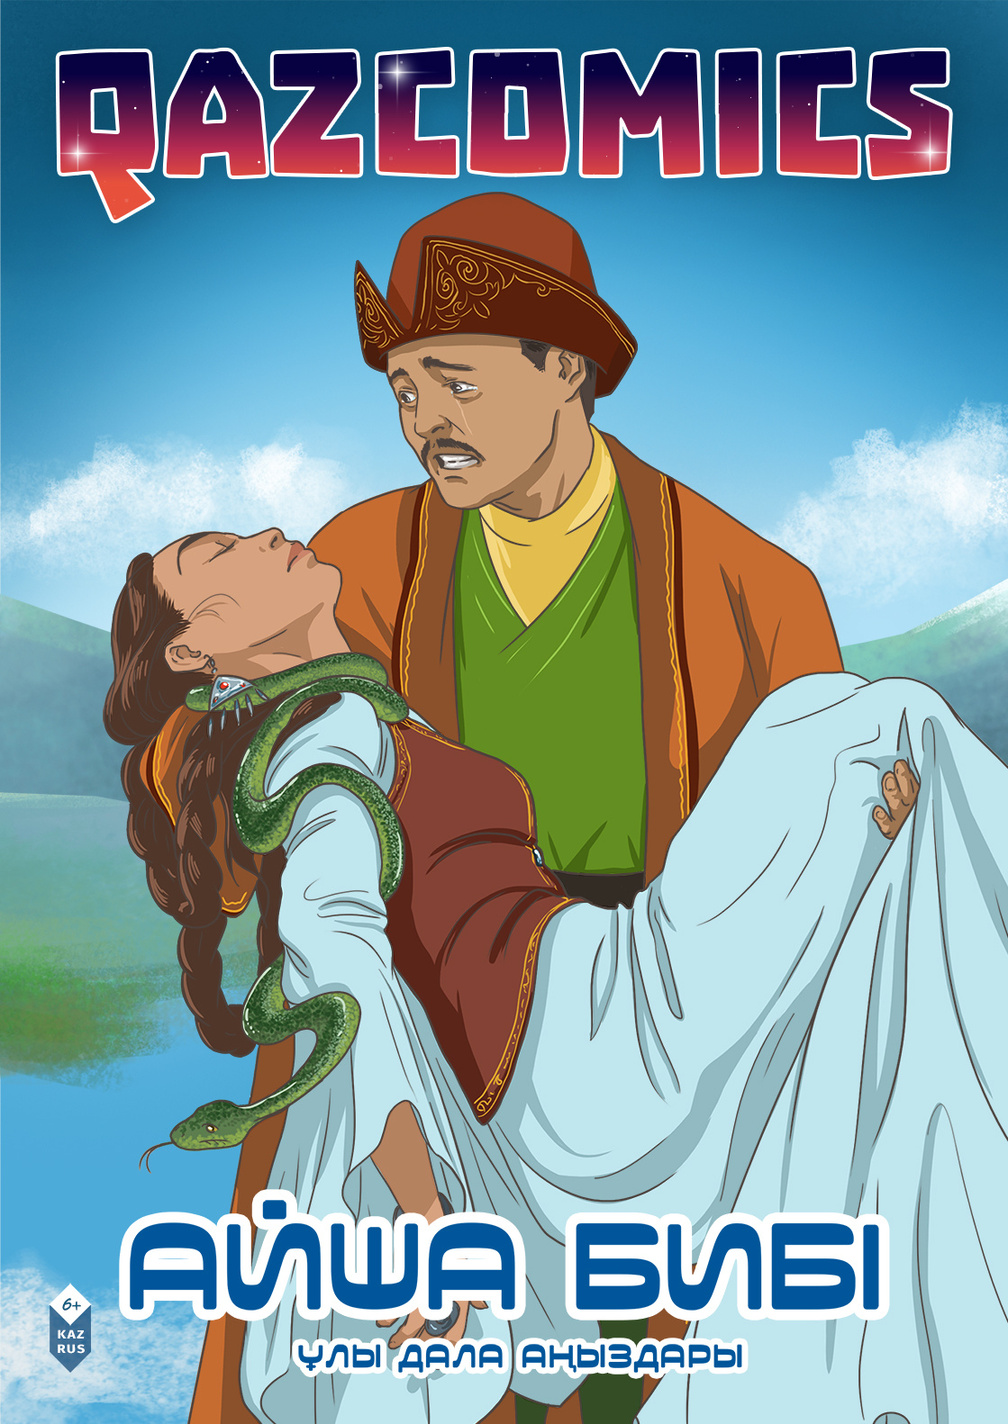 QAZCOMICS
АЙША БИБІ
ҰЛЫ ДАЛА АҢЫЗДАРЫ
6+
KAZ
RUS